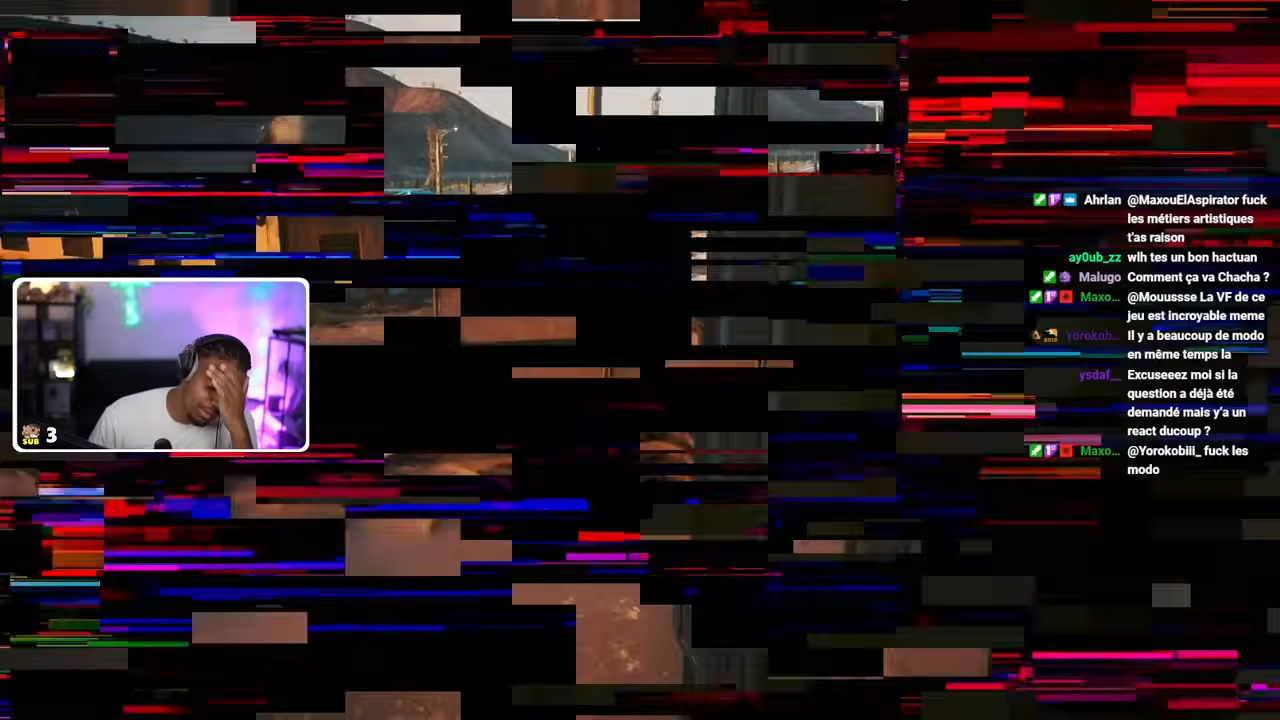 Ahrlan @MaxouElAspirator fuck
les métiers artistiques
t'as raison
ay0ub_zz wlh tes un bon hactuan
Malugo Comment ça va Chacha ?
Maxo... @Mouussse La VF de ce
jeu est incroyable meme
Yorokob... Il y a beaucoup de modo
en même temps la
ysdaf__ Excuseeez moi si la
question a déjà été
demandé mais y'a un
react ducoup ?
Maxo... @Yorokobiii_ fuck les
modo
SUB 3